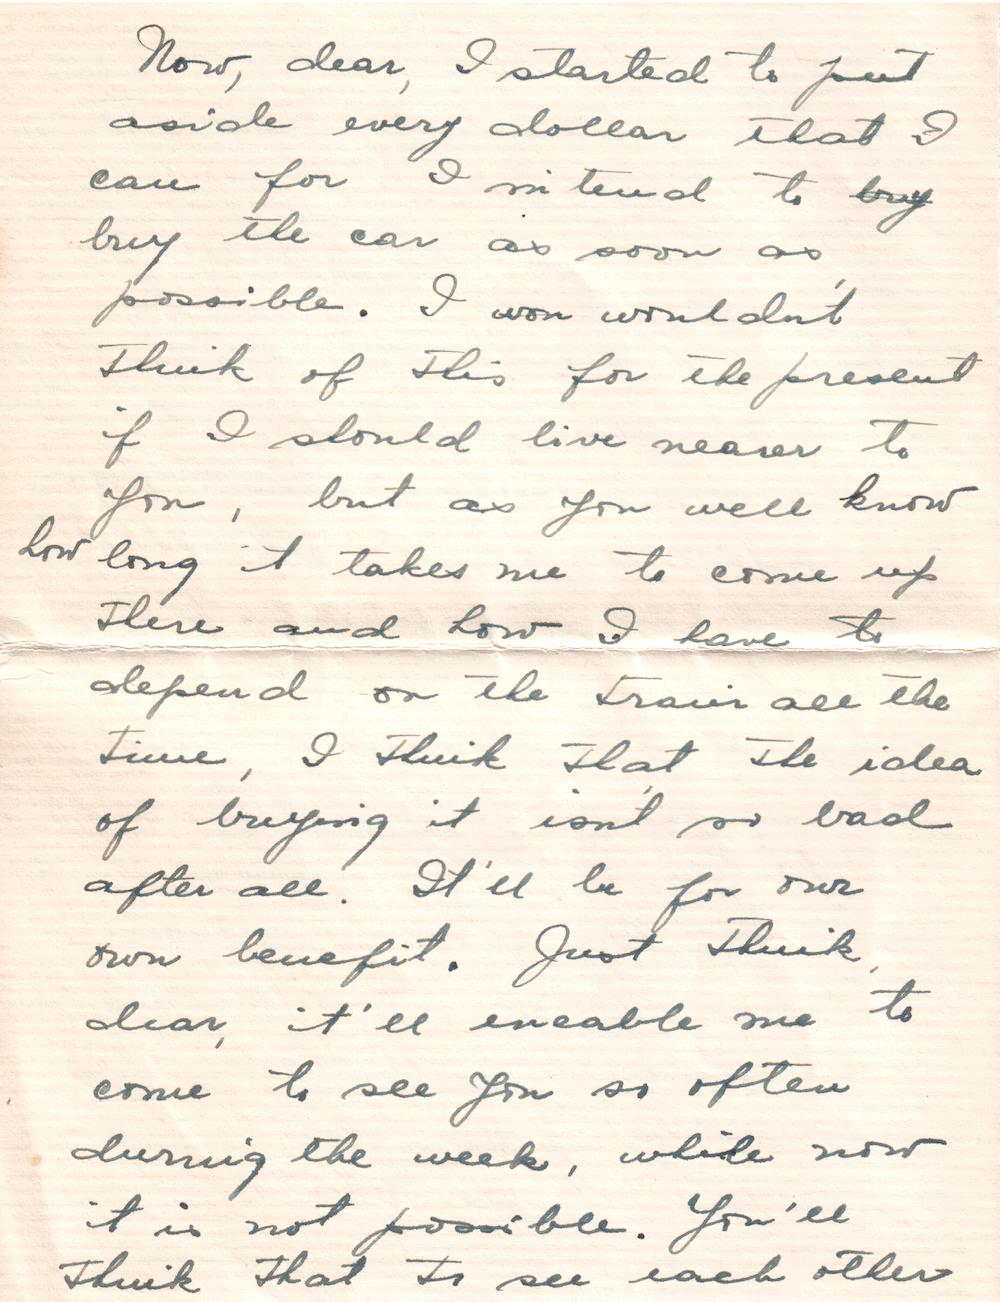 Now, dear, I started to put
aside every dollar that I
can for I intend to buy
buy the car as soon as
possible. I won wouldn't
think of this for the present
if I should live nearer to
you, but as you well know
how long it takes me to come up
there and how I have to
depend on the train all the
time, I think that the idea
of buying it isn't so bad
after all. It'll be for our
own benefit. Just think,
dear, it'll eneable me to
come to see you so often
during the week, while now
it is not possible. You'll
think that to see each other